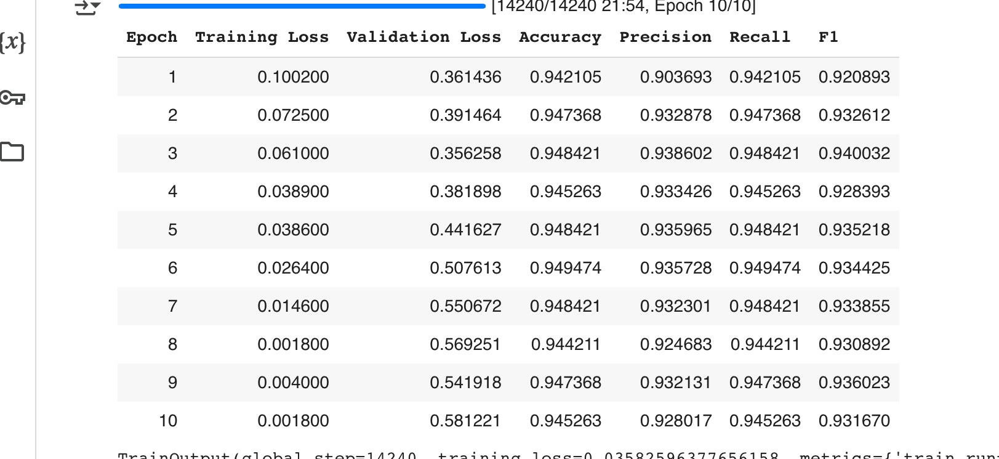 [14240/14240 21:54, Epoch 10/10]
{x}
Epoch Training Loss Validation Loss Accuracy Precision Recall F1
1 0.100200 0.361436 0.942105 0.903693 0.942105 0.920893
2 0.072500 0.391464 0.947368 0.932878 0.947368 0.932612
3 0.061000 0.356258 0.948421 0.938602 0.948421 0.940032
4 0.038900 0.381898 0.945263 0.933426 0.945263 0.928393
5 0.038600 0.441627 0.948421 0.935965 0.948421 0.935218
6 0.026400 0.507613 0.949474 0.935728 0.949474 0.934425
7 0.014600 0.550672 0.948421 0.932301 0.948421 0.933855
8 0.001800 0.569251 0.944211 0.924683 0.944211 0.930892
9 0.004000 0.541918 0.947368 0.932131 0.947368 0.936023
10 0.001800 0.581221 0.945263 0.928017 0.945263 0.931670
TrainOutput(global_step=14240, training_loss=0.03582596377656158, metrics={'train_run